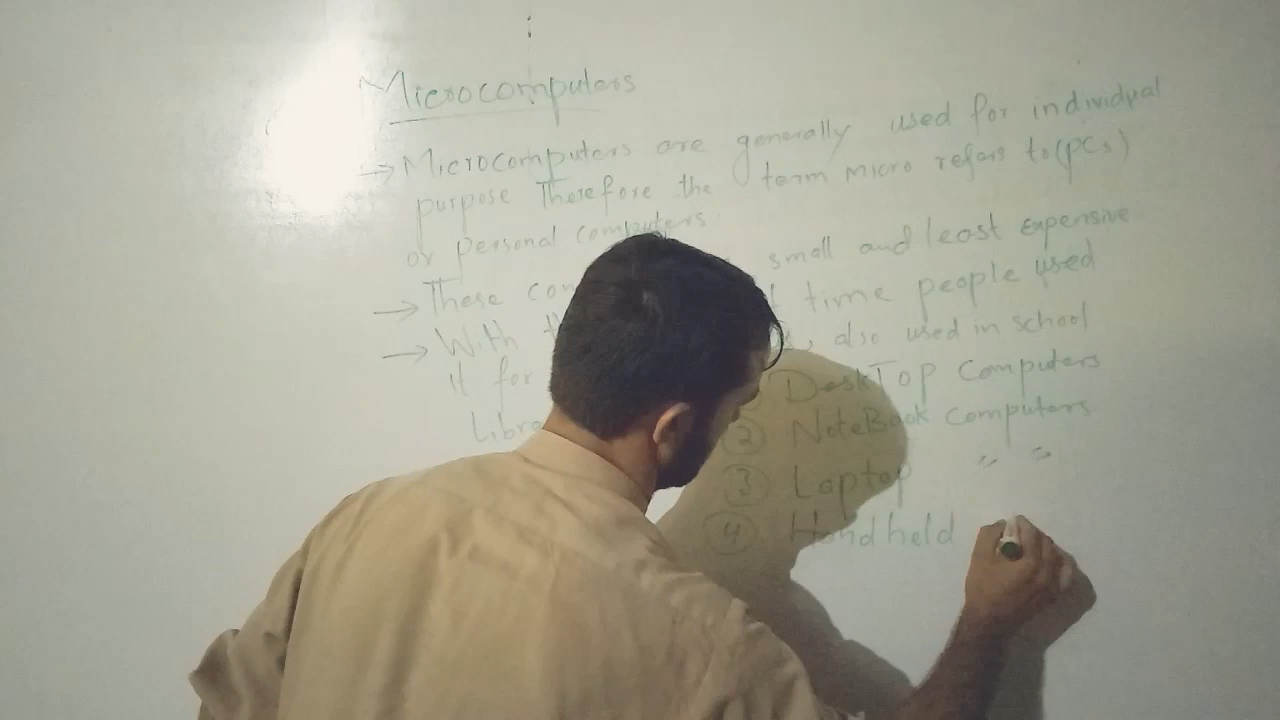 Microcomputers
→ Microcomputers are generally used for individual
purpose Therefore the term micro refers to (PCs)
or personal computers.
→ These small and least expensive
→ With time people used
it for , also used in school
DeskTop Computers
② NoteBook Computers
③ Laptop " "
④ Handheld